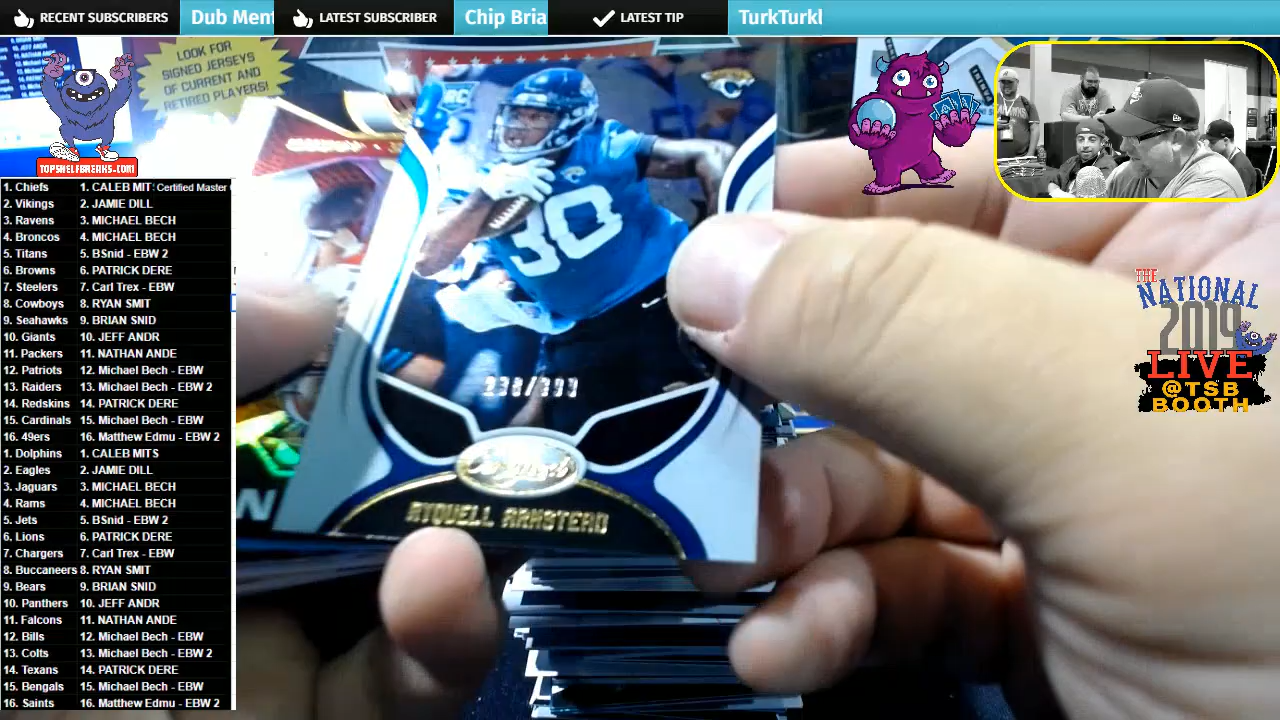 RECENT SUBSCRIBERS
Dub Ment
LATEST SUBSCRIBER
Chip Bria
LATEST TIP
TurkTurkl
LOOK FOR
SIGNED JERSEYS
OF CURRENT AND
RETIRED PLAYERS!
TOPSHELFBREAKS.COM
1. Chiefs 1. CALEB MIT: Certified Master
2. Vikings 2. JAMIE DILL
3. Ravens 3. MICHAEL BECH
4. Broncos 4. MICHAEL BECH
5. Titans 5. BSnid - EBW 2
6. Browns 6. PATRICK DERE
7. Steelers 7. Carl Trex - EBW
8. Cowboys 8. RYAN SMIT
9. Seahawks 9. BRIAN SNID
10. Giants 10. JEFF ANDR
11. Packers 11. NATHAN ANDE
12. Patriots 12. Michael Bech - EBW
13. Raiders 13. Michael Bech - EBW 2
14. Redskins 14. PATRICK DERE
15. Cardinals 15. Michael Bech - EBW
16. 49ers 16. Matthew Edmu - EBW 2
1. Dolphins 1. CALEB MITS
2. Eagles 2. JAMIE DILL
3. Jaguars 3. MICHAEL BECH
4. Rams 4. MICHAEL BECH
5. Jets 5. BSnid - EBW 2
6. Lions 6. PATRICK DERE
7. Chargers 7. Carl Trex - EBW
8. Buccaneers 8. RYAN SMIT
9. Bears 9. BRIAN SNID
10. Panthers 10. JEFF ANDR
11. Falcons 11. NATHAN ANDE
12. Bills 12. Michael Bech - EBW
13. Colts 13. Michael Bech - EBW 2
14. Texans 14. PATRICK DERE
15. Bengals 15. Michael Bech - EBW
16. Saints 16. Matthew Edmu - EBW 2
RC
30
238/399
Certified
RYQUELL ARMSTEAD
THE
NATIONAL
2019
LIVE
@TSB
BOOTH